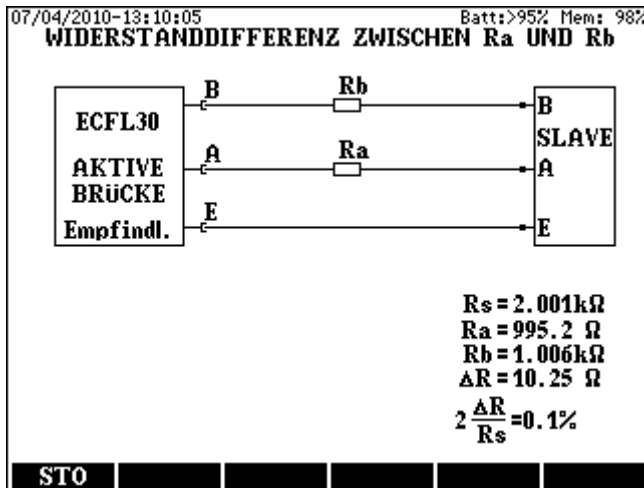 07/04/2010-13:10:05 Batt:>95% Mem: 98%
WIDERSTANDDIFFERENZ ZWISCHEN Ra UND Rb
B Rb B
ECFL30
SLAVE
A Ra A
AKTIVE
BRÜCKE
E E
Empfindl.
Rs=2.001kΩ
Ra=995.2 Ω
Rb=1.006kΩ
ΔR=10.25 Ω
2 ΔR/Rs =0.1%
STO